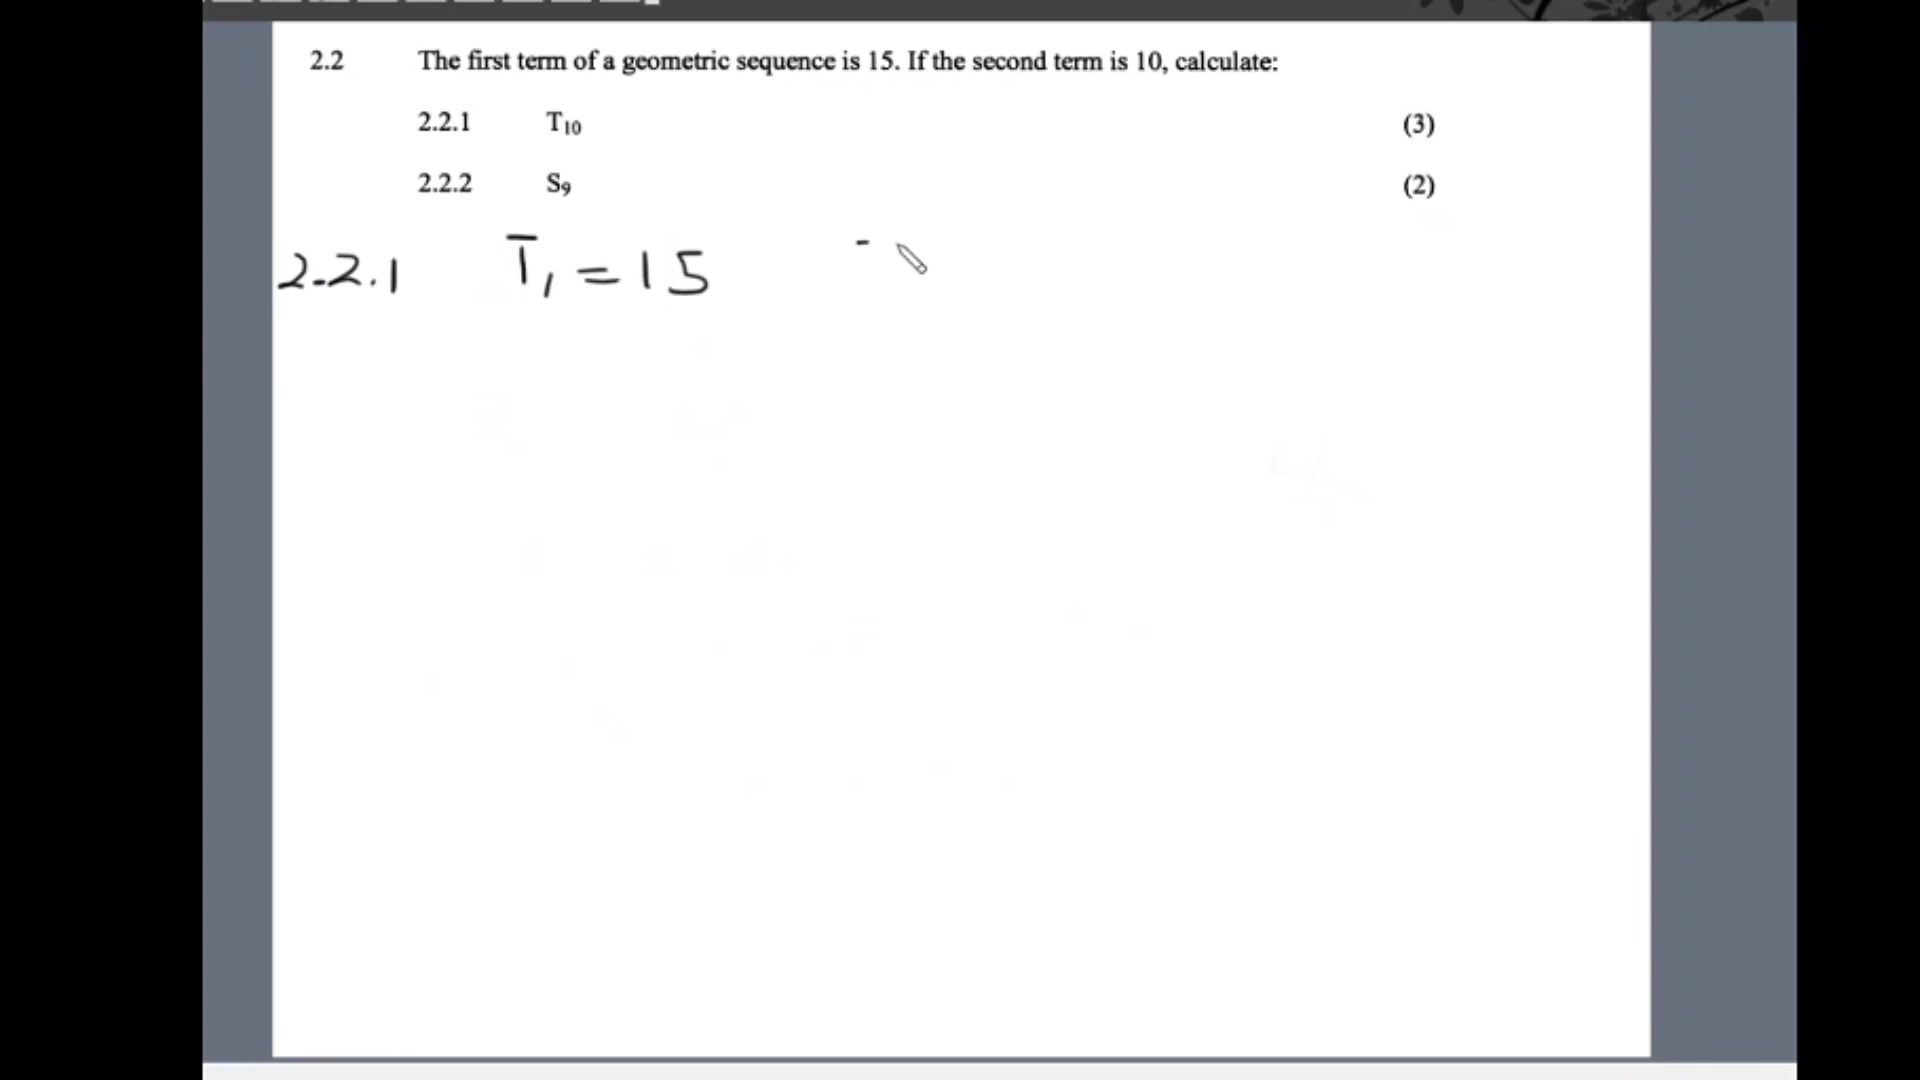 2.2 The first term of a geometric sequence is 15. If the second term is 10, calculate:
2.2.1 T₁₀ (3)
2.2.2 S₉ (2)
2.2.1 T₁ = 15